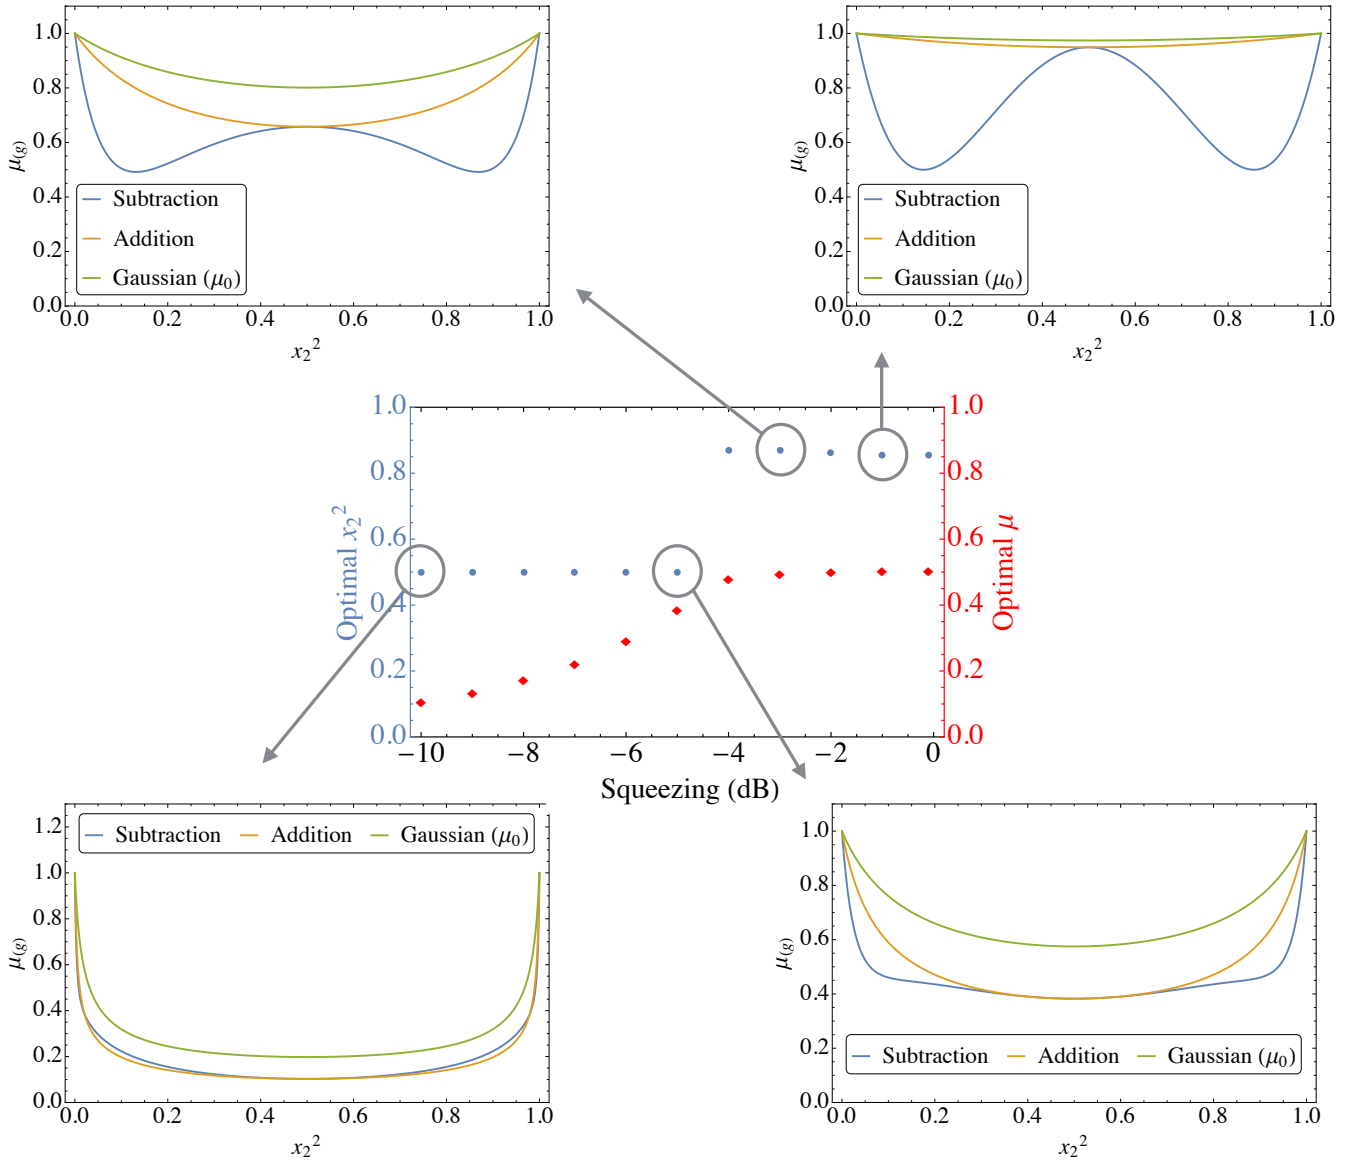 1.0
0.8
0.6
0.4
0.2
0.0
μ(g)
Subtraction
Addition
Gaussian (μ0)
0.0 0.2 0.4 0.6 0.8 1.0
x₂²
1.0
0.8
0.6
0.4
0.2
0.0
μ(g)
Subtraction
Addition
Gaussian (μ0)
0.0 0.2 0.4 0.6 0.8 1.0
x₂²
1.0
0.8
0.6
0.4
0.2
0.0
Optimal x₂²
1.0
0.8
0.6
0.4
0.2
0.0
Optimal μ
−10 −8 −6 −4 −2 0
Squeezing (dB)
1.2
1.0
0.8
0.6
0.4
0.2
0.0
μ(g)
Subtraction Addition Gaussian (μ0)
0.0 0.2 0.4 0.6 0.8 1.0
x₂²
1.0
0.8
0.6
0.4
0.2
0.0
μ(g)
Subtraction Addition Gaussian (μ0)
0.0 0.2 0.4 0.6 0.8 1.0
x₂²